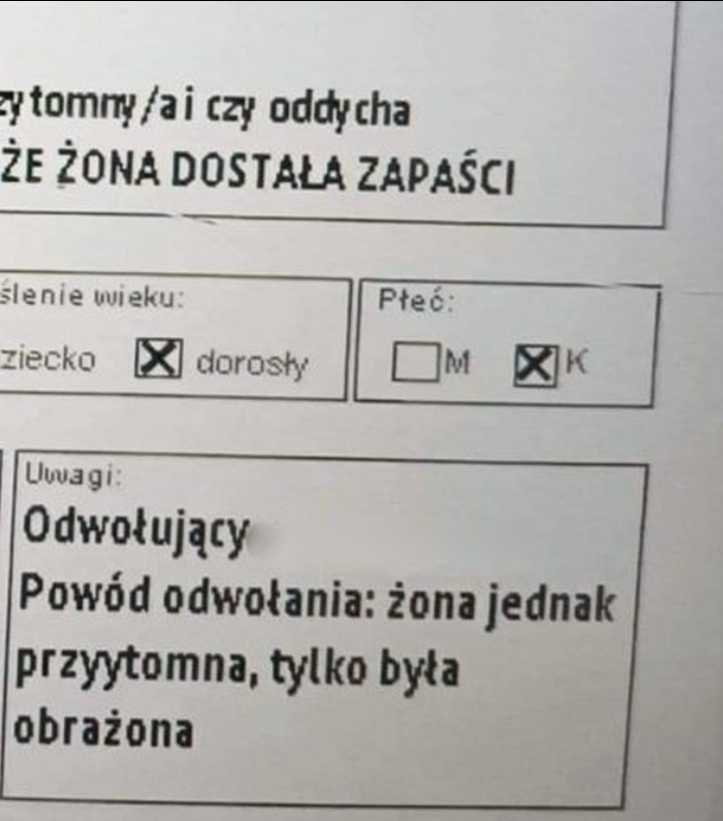 zytomny/a i czy oddycha
ŻE ŻONA DOSTAŁA ZAPAŚCI
ślenie wieku:
Płeć:
ziecko dorosły
M K
Uwagi:
Odwołujący
Powód odwołania: żona jednak
przyytomna, tylko była
obrażona